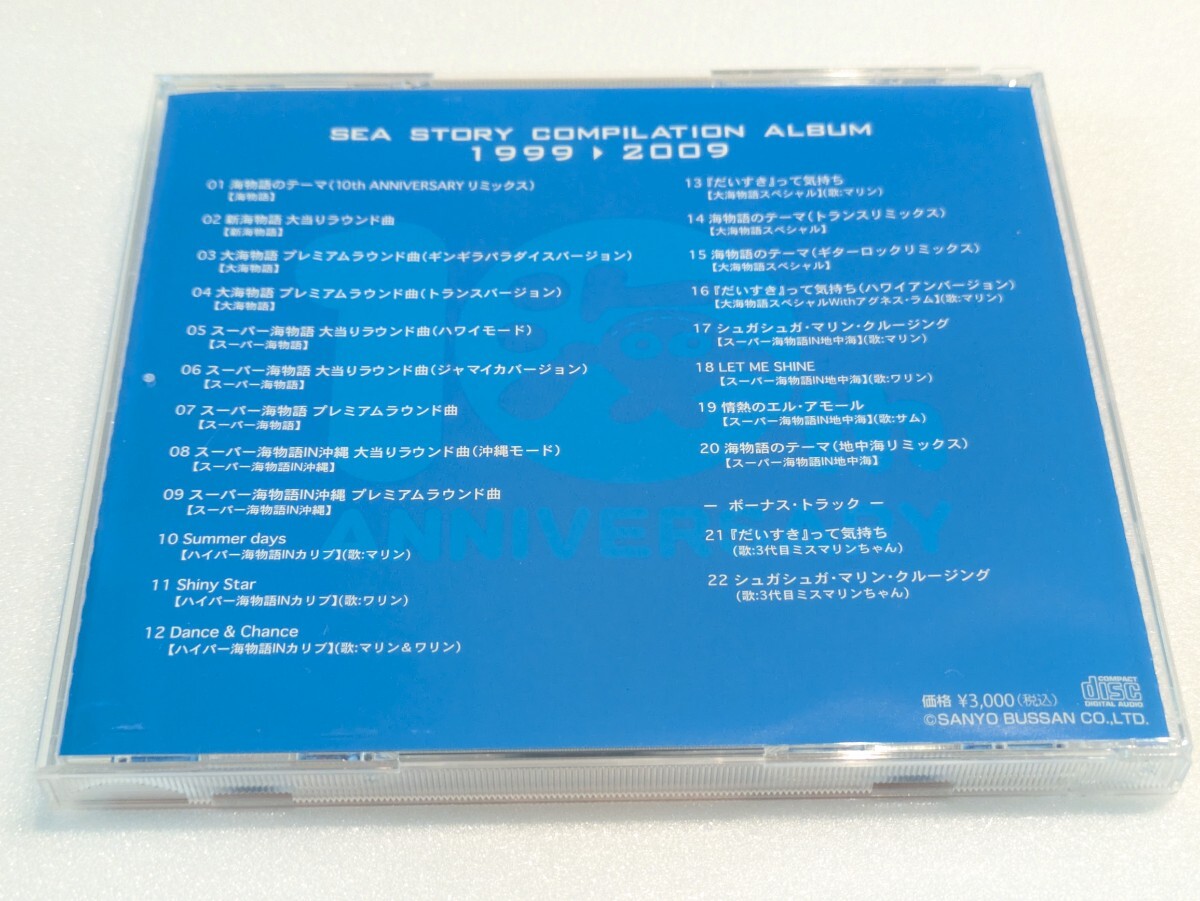 SEA STORY COMPILATION ALBUM
1999 ▶ 2009
01 海物語のテーマ(10th ANNIVERSARY リミックス)
【海物語】
02 新海物語 大当りラウンド曲
【新海物語】
03 大海物語 プレミアムラウンド曲(ギンギラパラダイスバージョン)
【大海物語】
04 大海物語 プレミアムラウンド曲(トランスバージョン)
【大海物語】
05 スーパー海物語 大当りラウンド曲(ハワイモード)
【スーパー海物語】
06 スーパー海物語 大当りラウンド曲(ジャマイカバージョン)
【スーパー海物語】
07 スーパー海物語 プレミアムラウンド曲
【スーパー海物語】
08 スーパー海物語IN沖縄 大当りラウンド曲(沖縄モード)
【スーパー海物語IN沖縄】
09 スーパー海物語IN沖縄 プレミアムラウンド曲
【スーパー海物語IN沖縄】
10 Summer days
【ハイパー海物語INカリブ】(歌:マリン)
11 Shiny Star
【ハイパー海物語INカリブ】(歌:ワリン)
12 Dance & Chance
【ハイパー海物語INカリブ】(歌:マリン&ワリン)
13 『だいすき』って気持ち
【大海物語スペシャル】(歌:マリン)
14 海物語のテーマ(トランスリミックス)
【大海物語スペシャル】
15 海物語のテーマ(ギターロックリミックス)
【大海物語スペシャル】
16 『だいすき』って気持ち(ハワイアンバージョン)
【大海物語スペシャルWithアグネス・ラム】(歌:マリン)
17 シュガシュガ・マリン・クルージング
【スーパー海物語IN地中海】(歌:マリン)
18 LET ME SHINE
【スーパー海物語IN地中海】(歌:ワリン)
19 情熱のエル・アモール
【スーパー海物語IN地中海】(歌:サム)
20 海物語のテーマ(地中海リミックス)
【スーパー海物語IN地中海】
ー ボーナス・トラック ー
21 『だいすき』って気持ち
(歌:3代目ミスマリンちゃん)
22 シュガシュガ・マリン・クルージング
(歌:3代目ミスマリンちゃん)
10th
ANNIVERSARY
価格 ¥3,000(税込)
COMPACT
disc
DIGITAL AUDIO
©SANYO BUSSAN CO.,LTD.